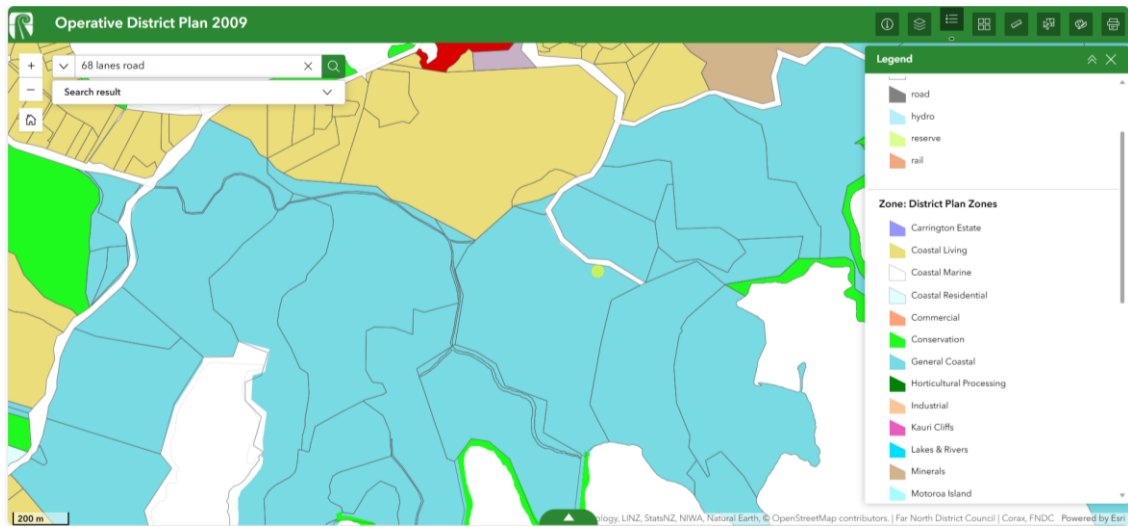 Operative District Plan 2009
68 lanes road
Search result
Legend
road
hydro
reserve
rail
Zone: District Plan Zones
Carrington Estate
Coastal Living
Coastal Marine
Coastal Residential
Commercial
Conservation
General Coastal
Horticultural Processing
Industrial
Kauri Cliffs
Lakes & Rivers
Minerals
Motoroa Island
200 m
ology, LINZ, StatsNZ, NIWA, Natural Earth, © OpenStreetMap contributors. | Far North District Council | Corax, FNDC Powered by Esri